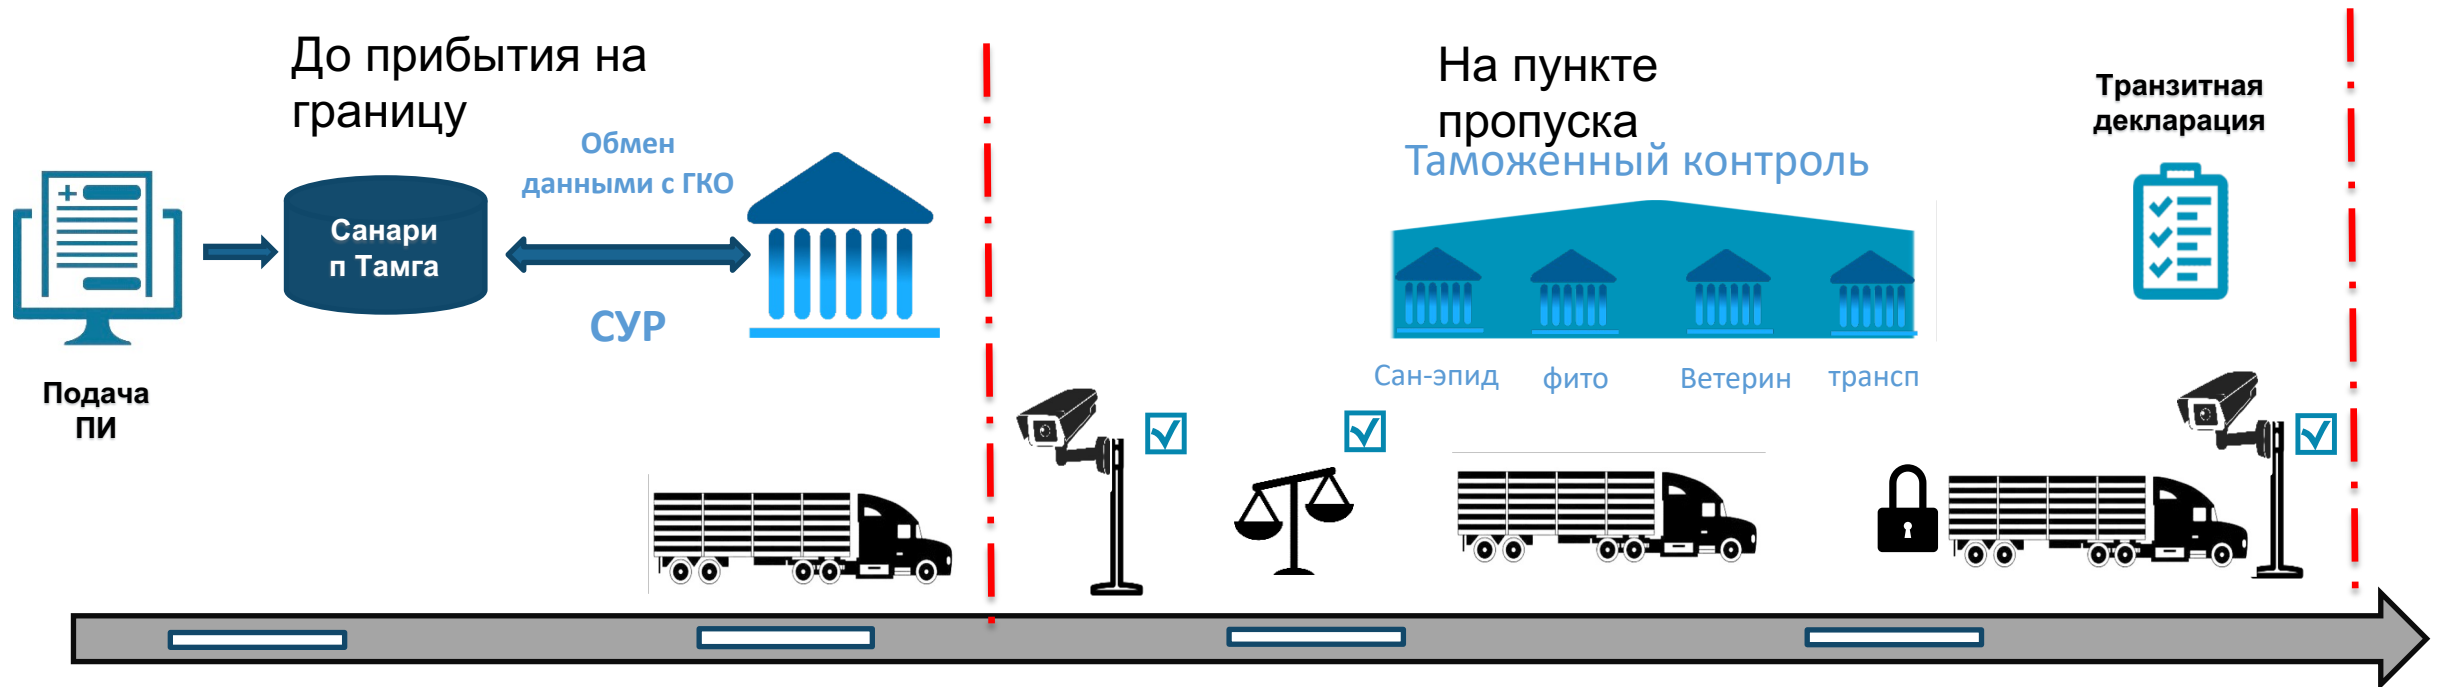 До прибытия на
границу
На пункте
пропуска
Транзитная
декларация
Обмен
данными с ГКО
Таможенный контроль
Санари
п Тамга
СУР
Сан-эпид
фито
Ветерин
трансп
Подача
ПИ